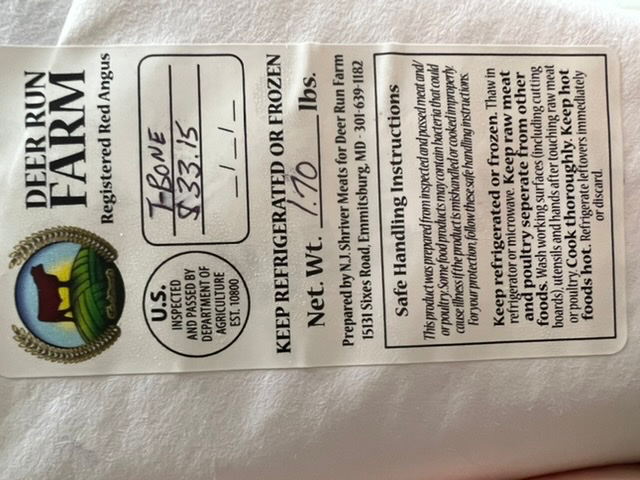 DEER RUN
FARM
Registered Red Angus
U.S.
INSPECTED
AND PASSED BY
DEPARTMENT OF
AGRICULTURE
EST. 10800
T-BONE
$ 33.15
_/_/_
KEEP REFRIGERATED OR FROZEN
Net. Wt. 1.70 lbs.
Prepared by N.J. Shriver Meats for Deer Run Farm
15131 Sixes Road, Emmitsburg, MD - 301-639-1182
Safe Handling Instructions
This product was prepared from inspected and passed meat and/
or poultry. Some food products may contain bacteria that could
cause illness if the product is mishandled or cooked improperly.
For your protection, follow these safe handling instructions.
Keep refrigerated or frozen. Thaw in
refrigerator or microwave. Keep raw meat
and poultry seperate from other
foods. Wash working surfaces (including cutting
boards), utensils and hands after touching raw meat
or poultry. Cook thoroughly. Keep hot
foods hot. Refrigerate leftovers immediately
or discard.